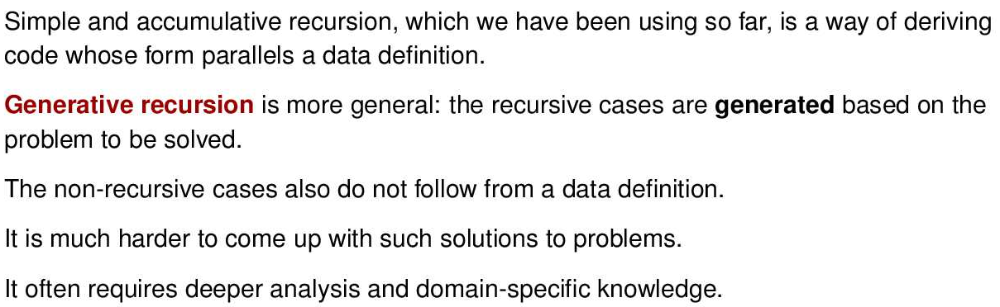 Simple and accumulative recursion, which we have been using so far, is a way of deriving
code whose form parallels a data definition.
Generative recursion is more general: the recursive cases are generated based on the
problem to be solved.
The non-recursive cases also do not follow from a data definition.
It is much harder to come up with such solutions to problems.
It often requires deeper analysis and domain-specific knowledge.